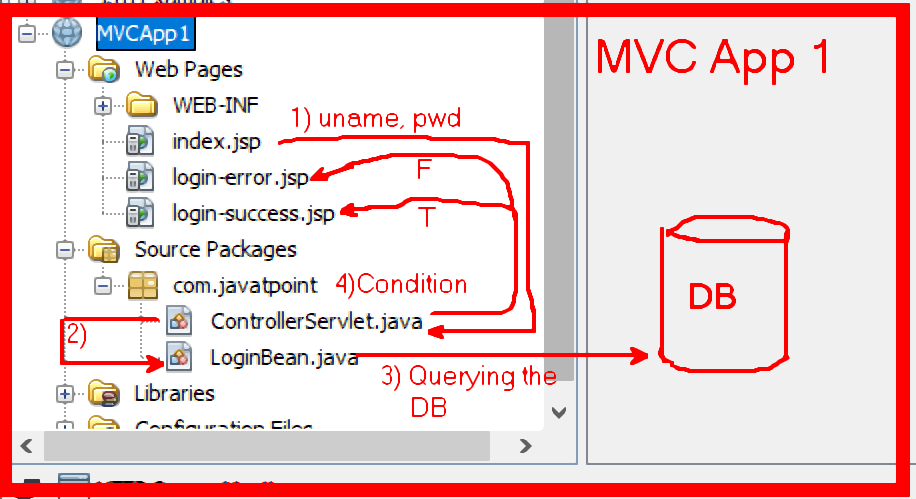 MVCApp1
MVC App 1
Web Pages
WEB-INF
1) uname, pwd
index.jsp
login-error.jsp
F
login-success.jsp
T
Source Packages
com.javatpoint
4)Condition
DB
ControllerServlet.java
2)
LoginBean.java
3) Querying the
DB
Libraries
Configuration Files